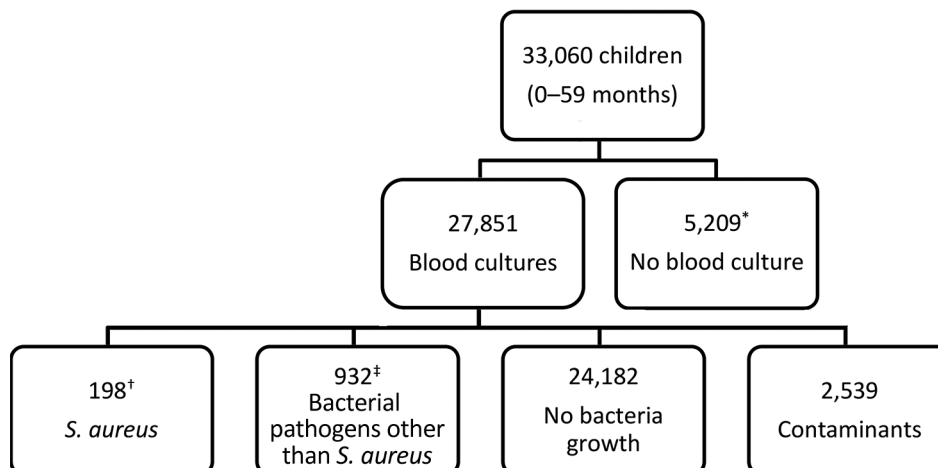 33,060 children
(0–59 months)
27,851
Blood cultures
5,209*
No blood culture
198†
S. aureus
932‡
Bacterial
pathogens other
than S. aureus
24,182
No bacteria
growth
2,539
Contaminants